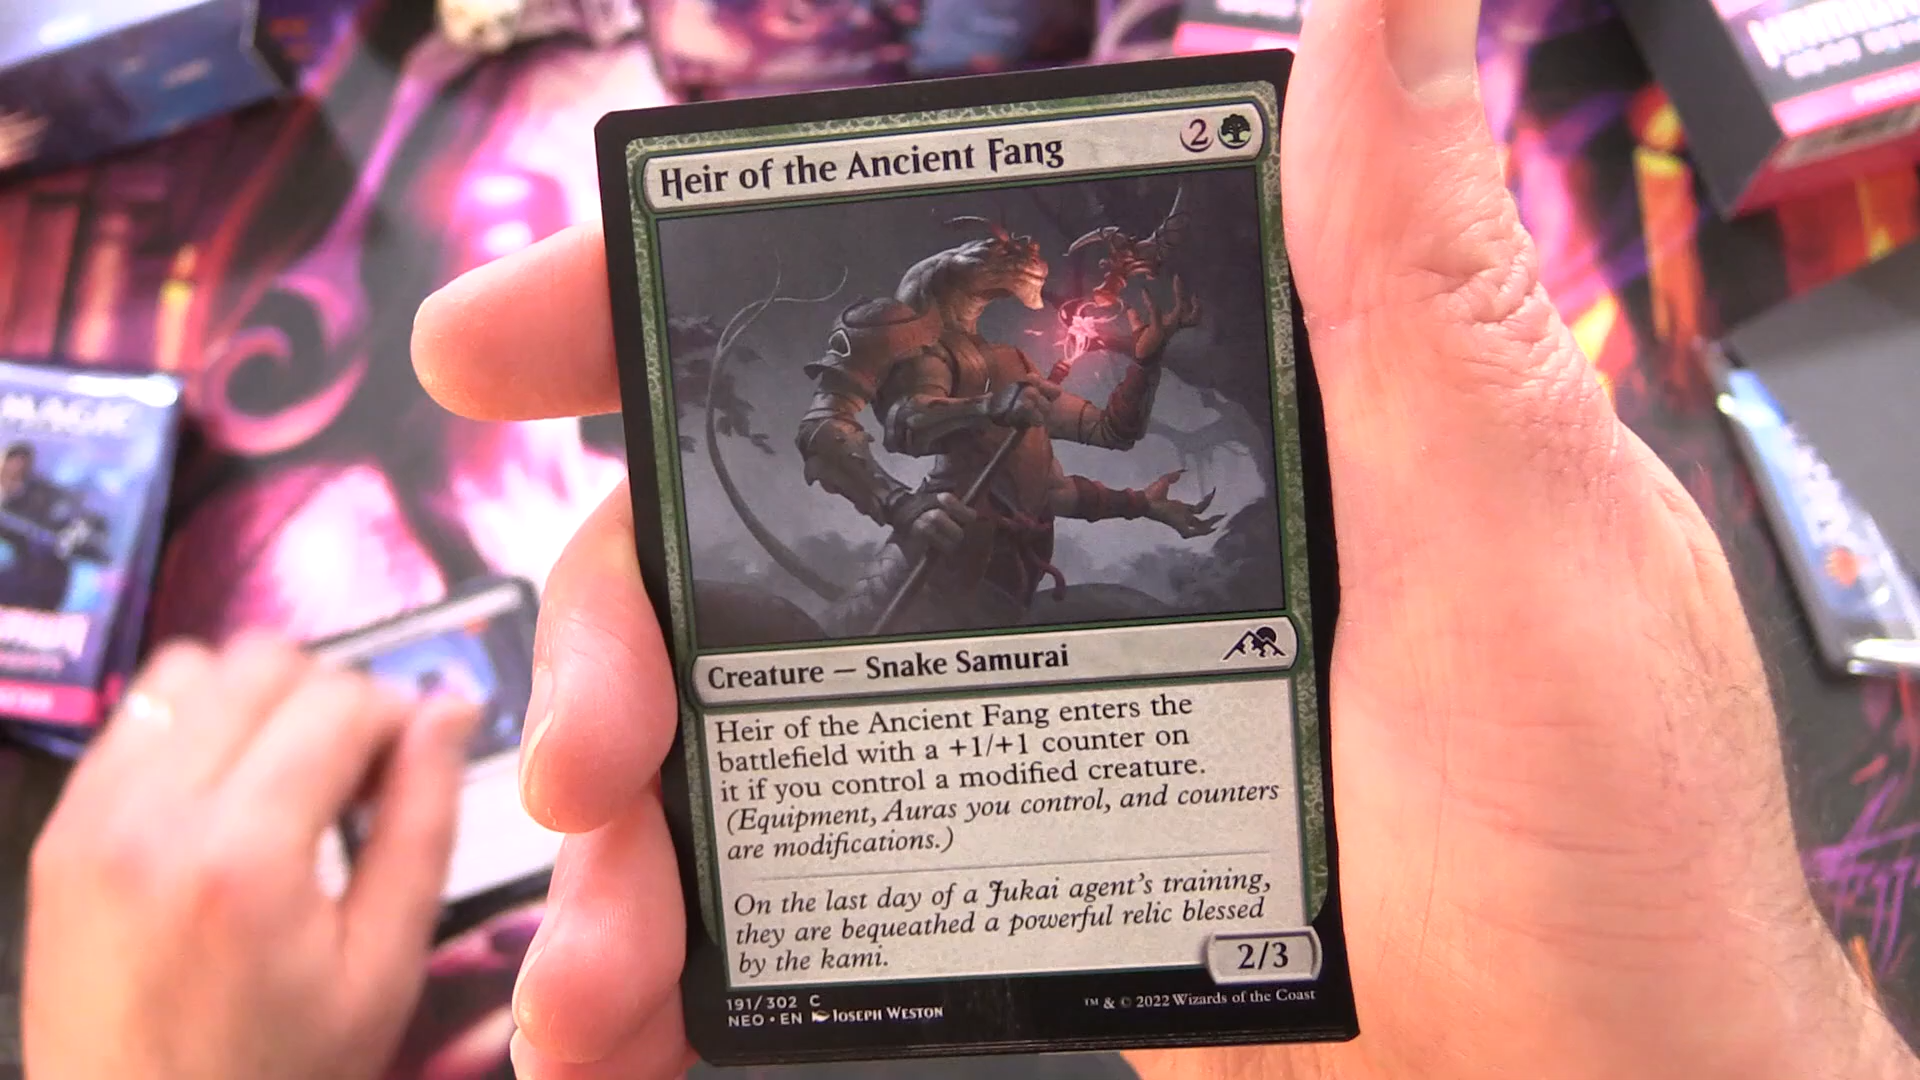 Heir of the Ancient Fang
2
Creature — Snake Samurai
Heir of the Ancient Fang enters the
battlefield with a +1/+1 counter on
it if you control a modified creature.
(Equipment, Auras you control, and counters
are modifications.)
On the last day of a Jukai agent's training,
they are bequeathed a powerful relic blessed
by the kami.
2/3
191/302 C
NEO • EN Joseph Weston
™ & © 2022 Wizards of the Coast
MAGIC